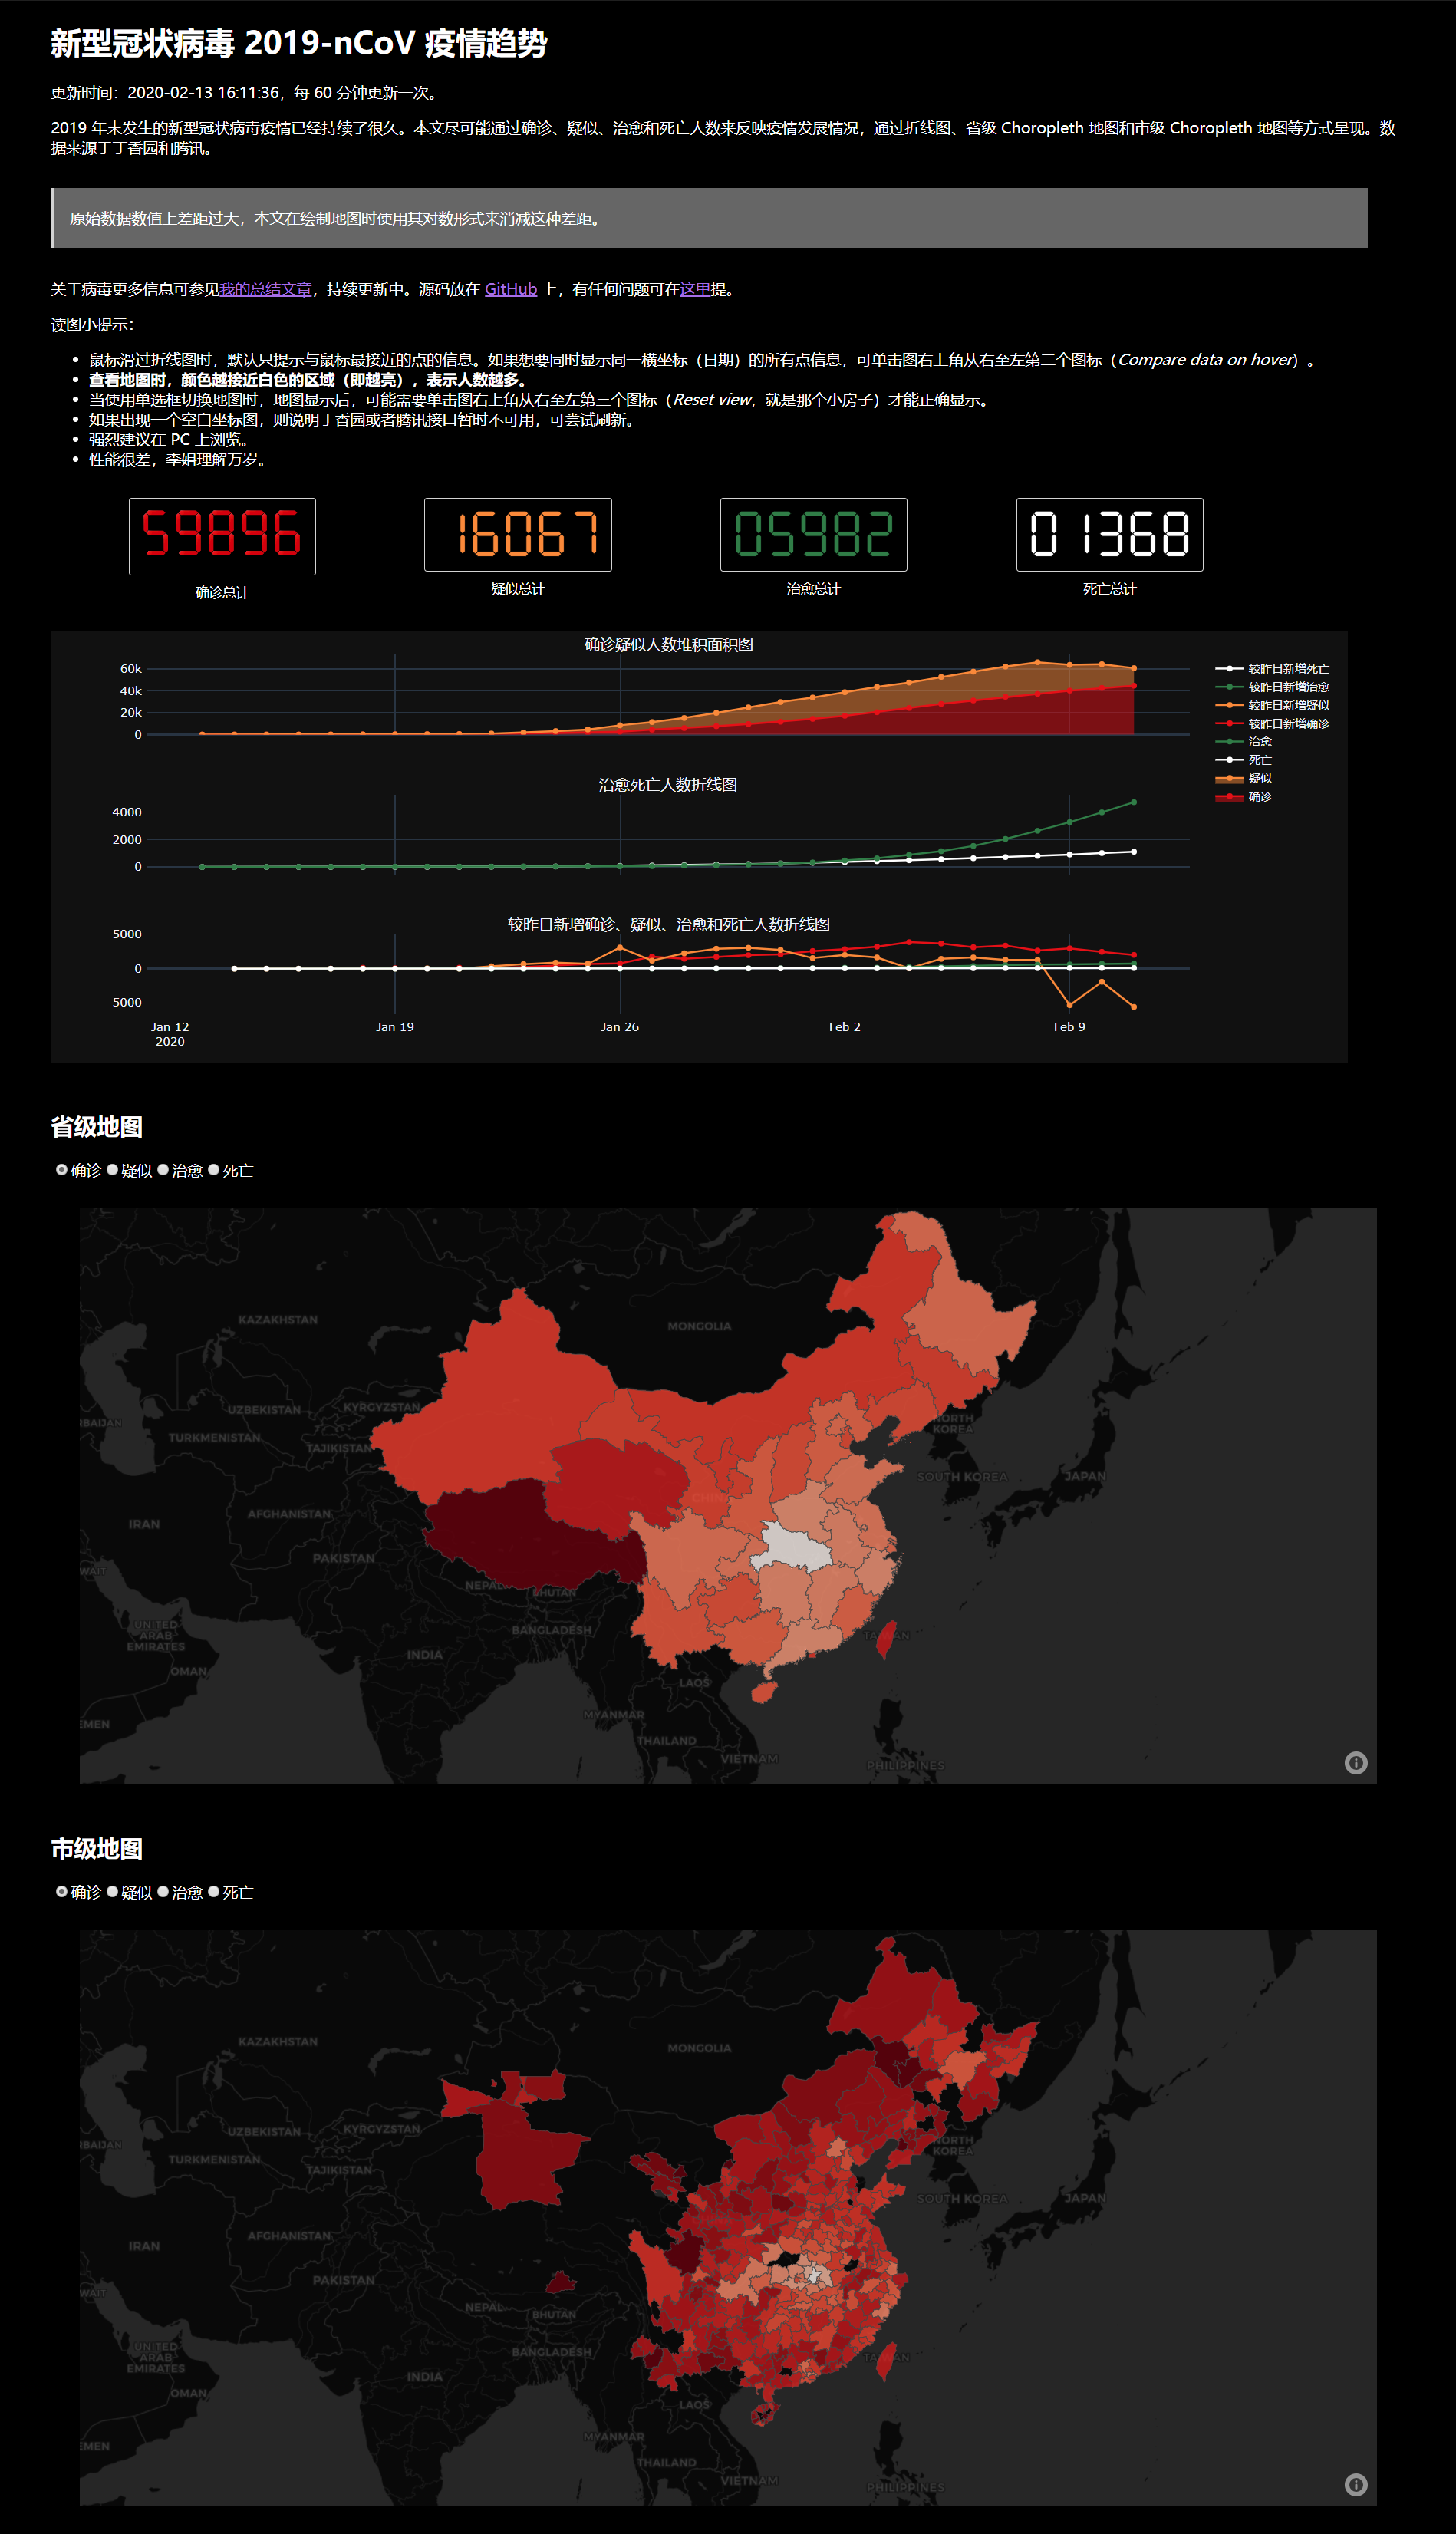 新型冠状病毒 2019-nCoV 疫情趋势
更新时间：2020-02-13 16:11:36，每 60 分钟更新一次。
2019 年末发生的新型冠状病毒疫情已经持续了很久。本文尽可能通过确诊、疑似、治愈和死亡人数来反映疫情发展情况，通过折线图、省级 Choropleth 地图和市级 Choropleth 地图等方式呈现。数
据来源于丁香园和腾讯。
原始数据数值上差距过大，本文在绘制地图时使用其对数形式来消减这种差距。
关于病毒更多信息可参见我的总结文章，持续更新中。源码放在 GitHub 上，有任何问题可在这里提。
读图小提示：
• 鼠标滑过折线图时，默认只提示与鼠标最接近的点的信息。如果想要同时显示同一横坐标（日期）的所有点信息，可单击图右上角从右至左第二个图标（Compare data on hover）。
• 查看地图时，颜色越接近白色的区域（即越亮），表示人数越多。
• 当使用单选框切换地图时，地图显示后，可能需要单击图右上角从右至左第三个图标（Reset view，就是那个小房子）才能正确显示。
• 如果出现一个空白坐标图，则说明丁香园或者腾讯接口暂时不可用，可尝试刷新。
• 强烈建议在 PC 上浏览。
• 性能很差，李姐理解万岁。
59896 16067 05982 01368
确诊总计 疑似总计 治愈总计 死亡总计
确诊疑似人数堆积面积图
60k
40k
20k
0
较昨日新增死亡
较昨日新增治愈
较昨日新增疑似
较昨日新增确诊
治愈
死亡
疑似
确诊
治愈死亡人数折线图
4000
2000
0
较昨日新增确诊、疑似、治愈和死亡人数折线图
5000
0
−5000
Jan 12 Jan 19 Jan 26 Feb 2 Feb 9
2020
省级地图
确诊 疑似 治愈 死亡
KAZAKHSTAN
MONGOLIA
UZBEKISTAN
KYRGYZSTAN
NORTH
KOREA
BAIJAN
TURKMENISTAN
TAJIKISTAN
SOUTH KOREA
JAPAN
CHINA
AFGHANISTAN
IRAN
PAKISTAN
WAIT
NEPAL
BHUTAN
UNITED
ARAB
EMIRATES
BANGLADESH
TAIWAN
INDIA
OMAN
LAOS
MYANMAR
EMEN
THAILAND
VIETNAM
PHILIPPINES
市级地图
确诊 疑似 治愈 死亡
KAZAKHSTAN
MONGOLIA
UZBEKISTAN
KYRGYZSTAN
NORTH
KOREA
BAIJAN
TURKMENISTAN
TAJIKISTAN
SOUTH KOREA
JAPAN
AFGHANISTAN
IRAN
PAKISTAN
WAIT
NEPAL
BHUTAN
UNITED
ARAB
EMIRATES
BANGLADESH
TAIWAN
INDIA
OMAN
LAOS
MYANMAR
EMEN
THAILAND
VIETNAM
PHILIPPINES